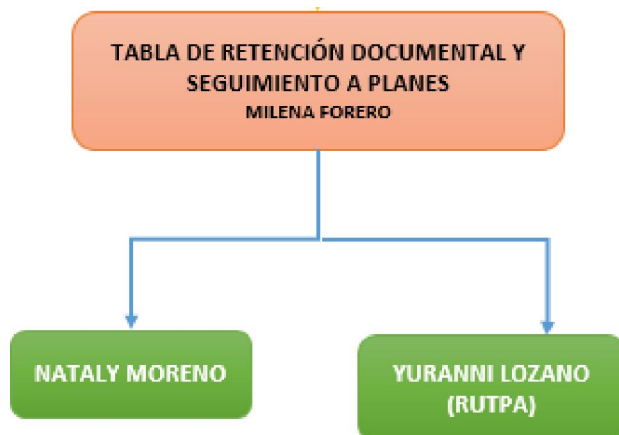 TABLA DE RETENCIÓN DOCUMENTAL Y
SEGUIMIENTO A PLANES
MILENA FORERO
NATALY MORENO
YURANNI LOZANO
(RUTPA)